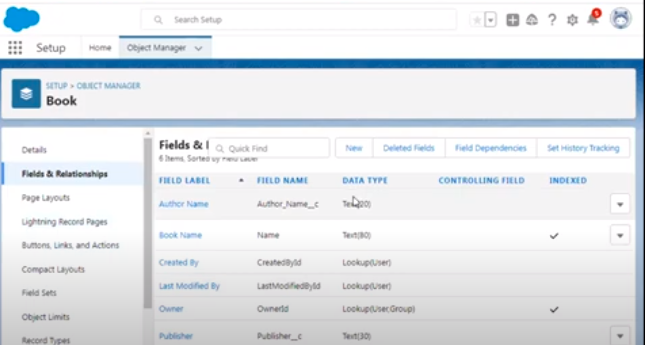 salesforce
Search Setup
9
Setup
Home
Object Manager
SETUP > OBJECT MANAGER
Book
Details
Fields & Relationships
Page Layouts
Lightning Record Pages
Buttons, Links, and Actions
Compact Layouts
Field Sets
Object Limits
Record Types
Fields & R
6 Items, Sorted by Field Label
Quick Find
New
Deleted Fields
Field Dependencies
Set History Tracking
FIELD LABEL FIELD NAME DATA TYPE CONTROLLING FIELD INDEXED
Author Name Author_Name__c Text(20)
Book Name Name Text(80)
Created By CreatedById Lookup(User)
Last Modified By LastModifiedById Lookup(User)
Owner OwnerId Lookup(User,Group)
Publisher Publisher__c Text(30)